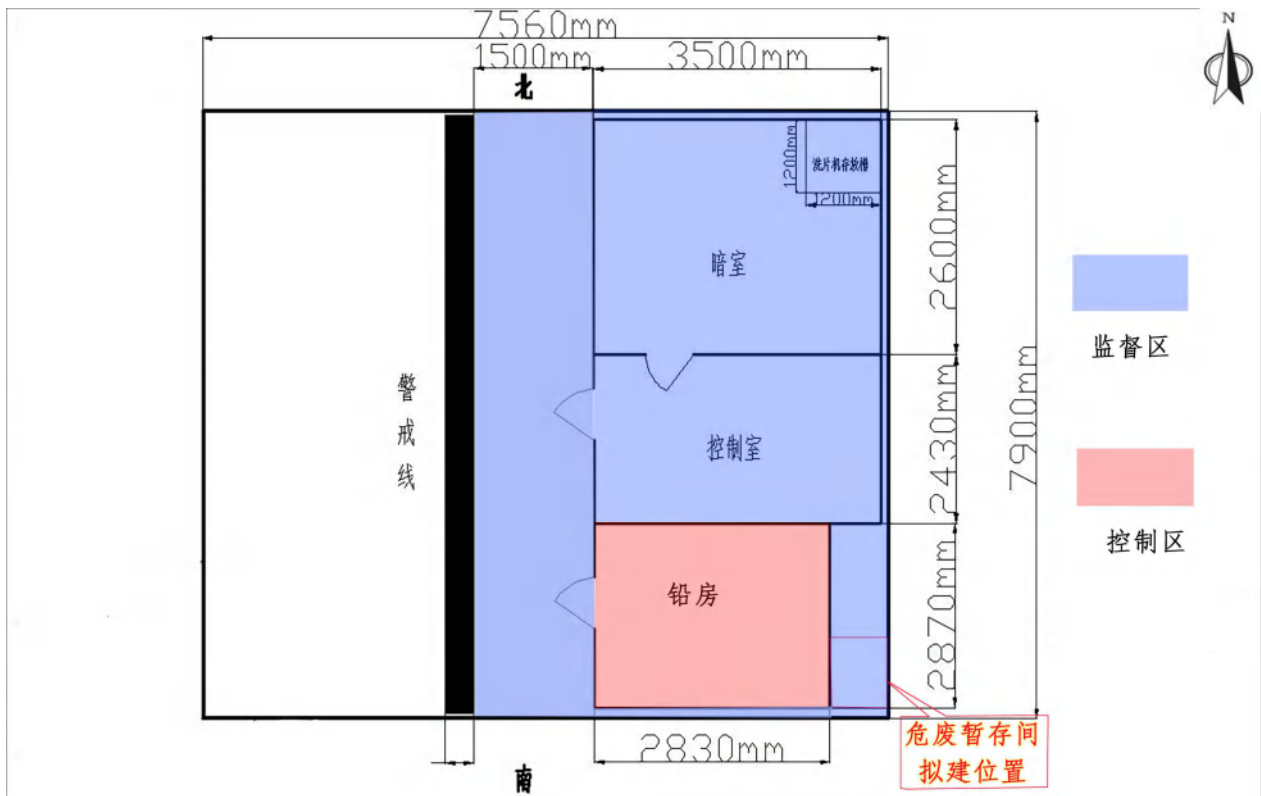 7560mm
N
1500mm
3500mm
北
1200mm
洗片机存放槽
1200mm
2600mm
暗室
监督区
警戒线
7900mm
2430mm
控制室
控制区
铅房
2870mm
危废暂存间
拟建位置
2830mm
南